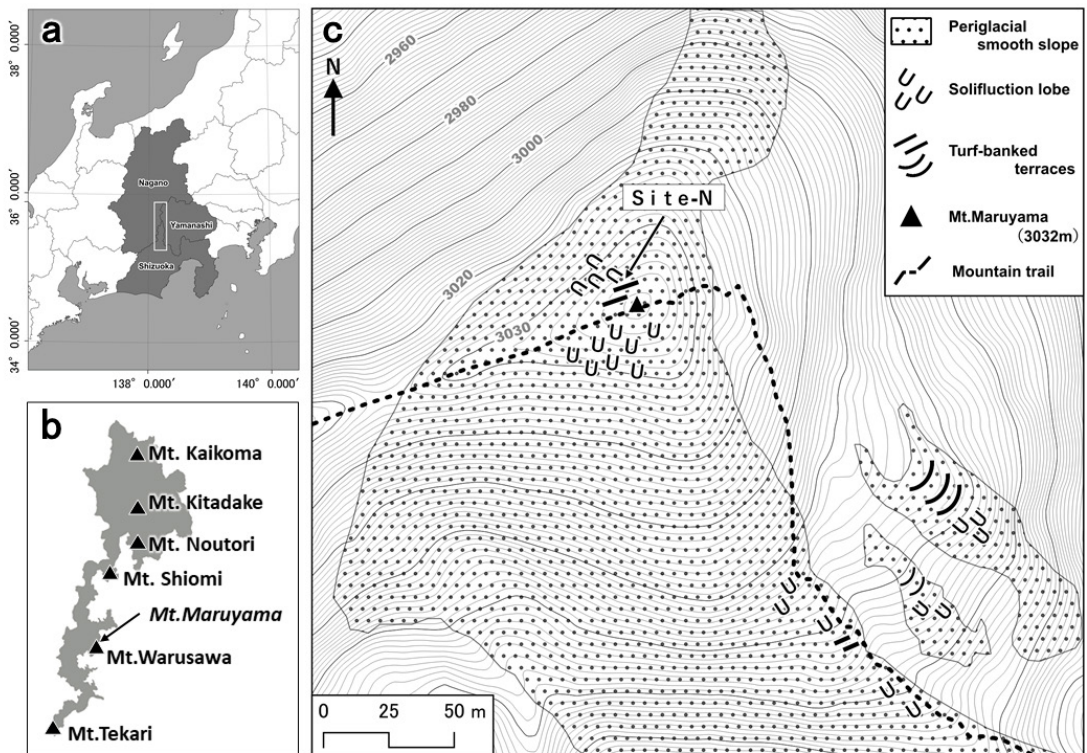 a
38° 0.000′
36° 0.000′
34° 0.000′
138° 0.000′
140° 0.000′
Nagano
Yamanashi
Shizuoka
b
Mt. Kaikoma
Mt. Kitadake
Mt. Noutori
Mt. Shiomi
Mt.Maruyama
Mt.Warusawa
Mt.Tekari
c
N
2960
2980
3000
3020
3030
Site-N
0 25 50 m
Periglacial
smooth slope
Solifluction lobe
Turf-banked
terraces
Mt.Maruyama
(3032m)
Mountain trail